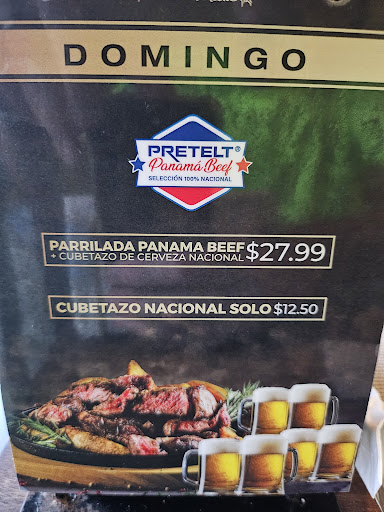 DOMINGO
PRETELT®
Panamá Beef
SELECCIÓN 100% NACIONAL
PARRILADA PANAMA BEEF $27.99
+ CUBETAZO DE CERVEZA NACIONAL
CUBETAZO NACIONAL SOLO $12.50